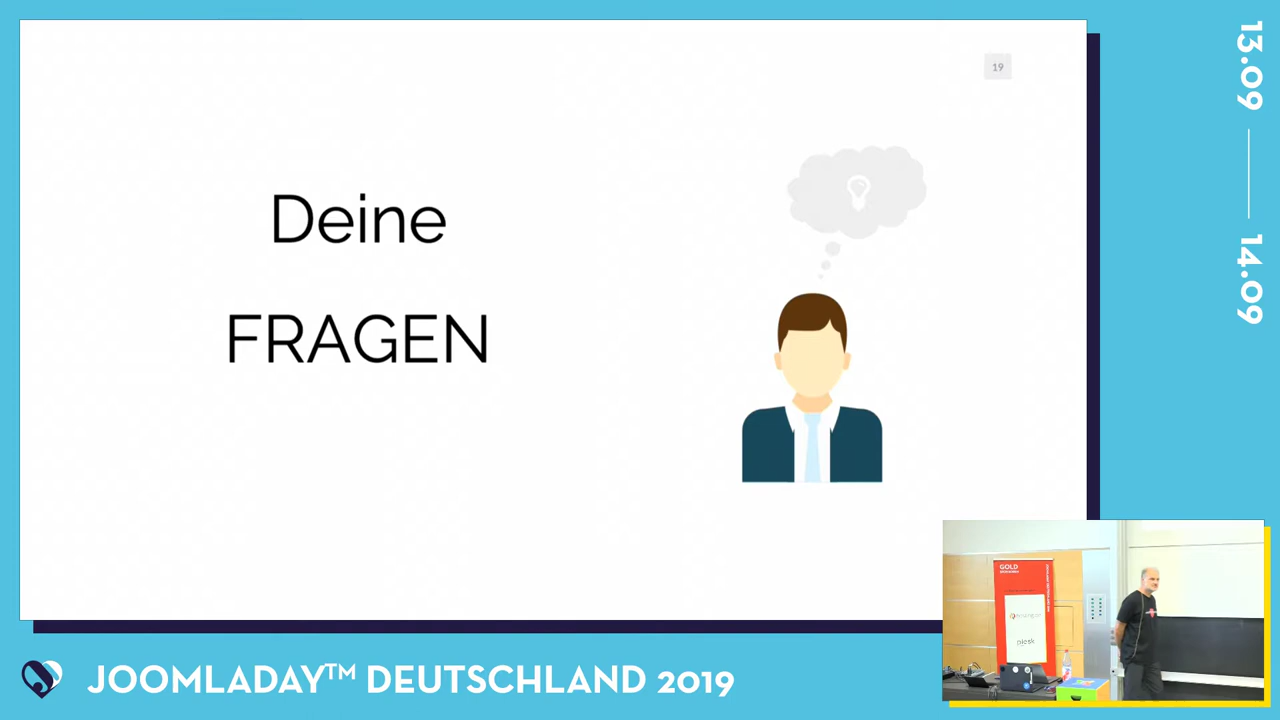 19
Deine
FRAGEN
13.09
14.09
GOLD
plesk
JOOMLADAY™ DEUTSCHLAND 2019